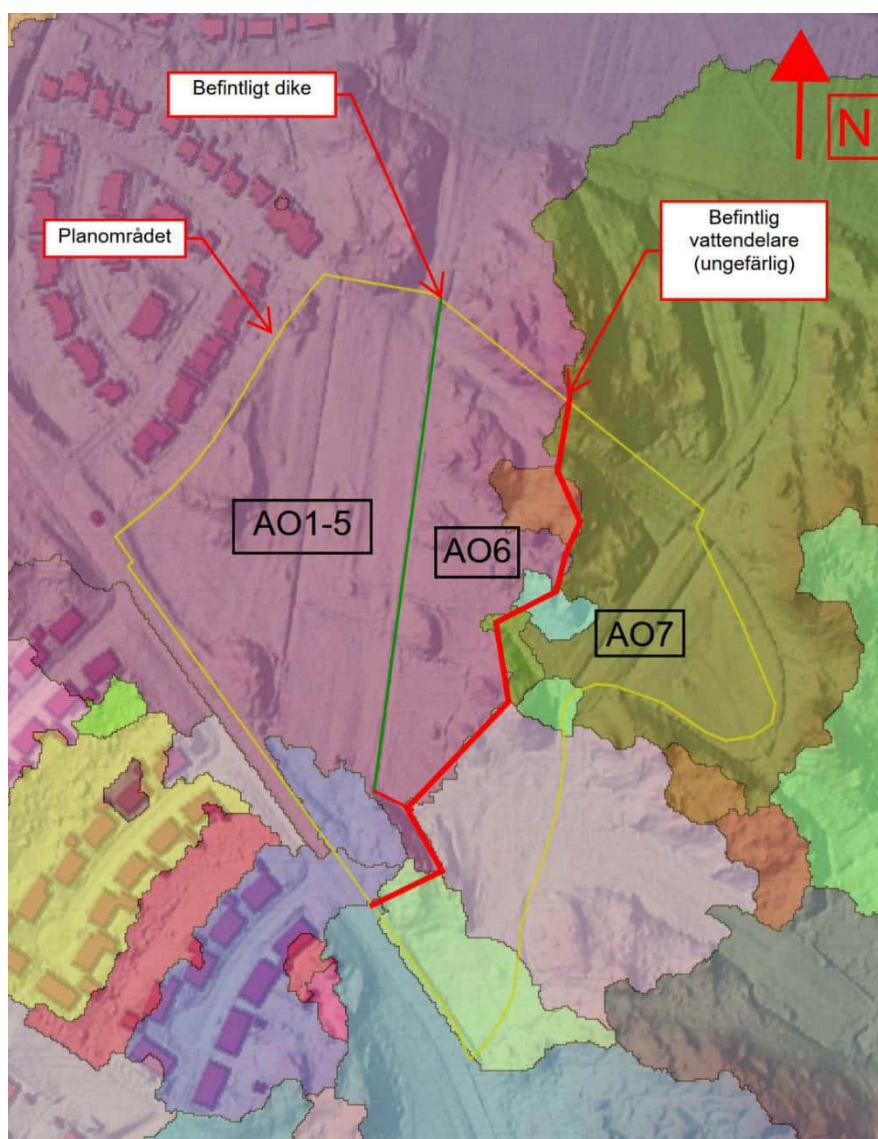 Befintligt dike
N
Planområdet
Befintlig
vattendelare
(ungefärlig)
AO1-5
AO6
AO7